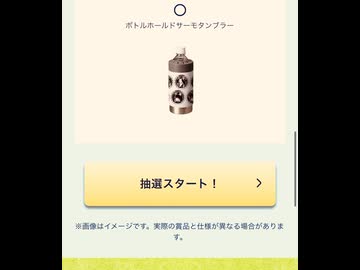 ボトルホールドサーモタンブラー
抽選スタート！
※画像はイメージです。実際の賞品と仕様が異なる場合がありま
す。